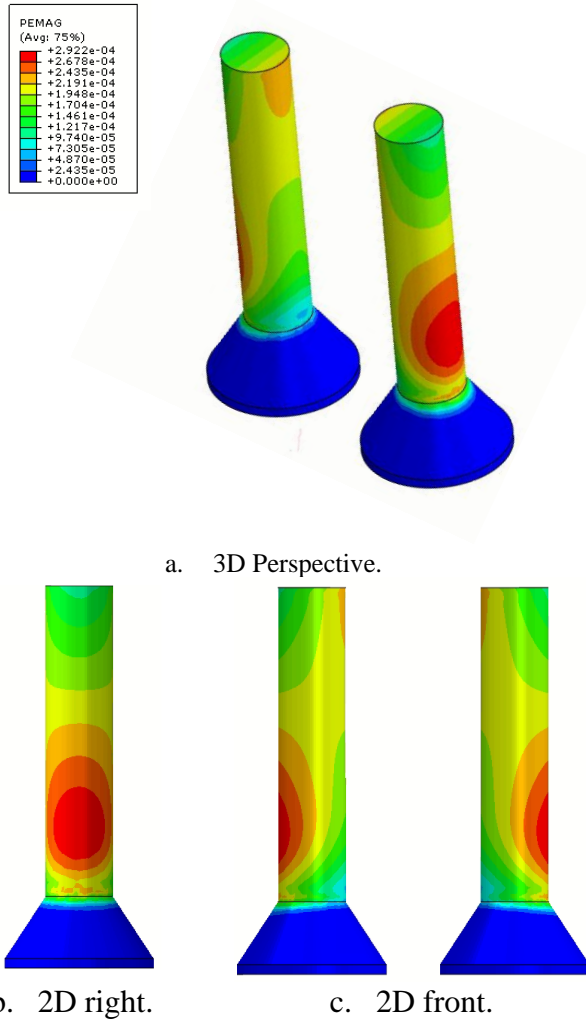 PEMAG
(Avg: 75%)
+2.922e-04
+2.678e-04
+2.435e-04
+2.191e-04
+1.948e-04
+1.704e-04
+1.461e-04
+1.217e-04
+9.740e-05
+7.305e-05
+4.870e-05
+2.435e-05
+0.000e+00
a. 3D Perspective.
b. 2D right.
c. 2D front.